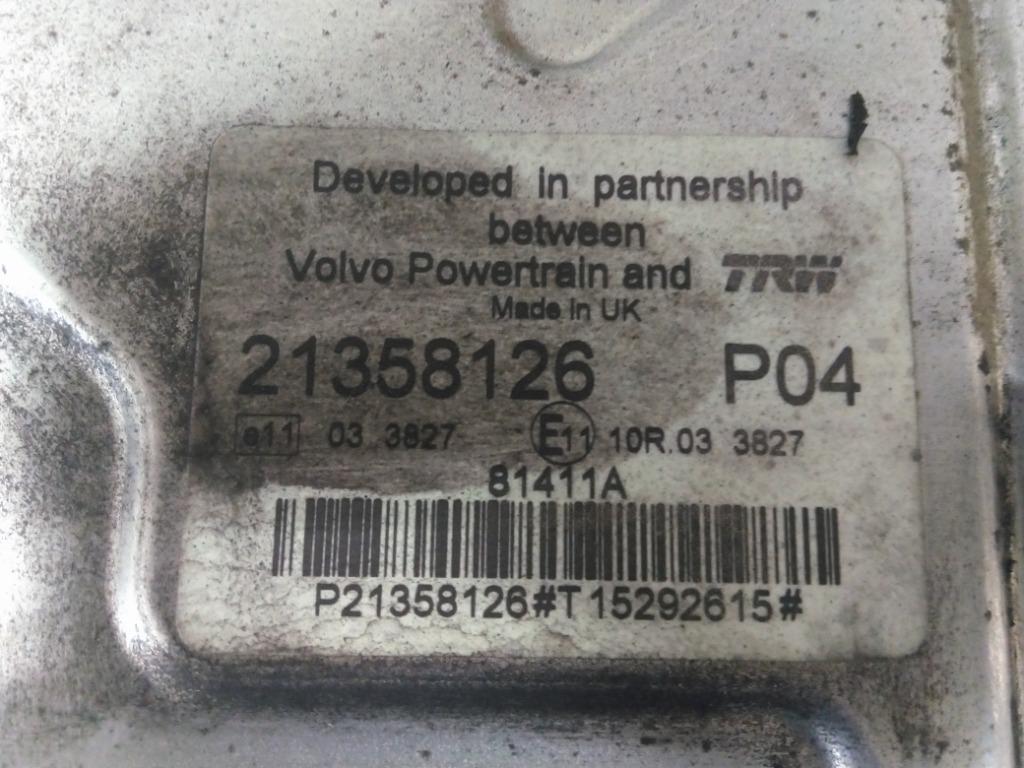 Developed in partnership
between
Volvo Powertrain and TRW
Made in UK
21358126 P04
e11 03 3827 E11 10R.03 3827
81411A
P21358126#T15292615#